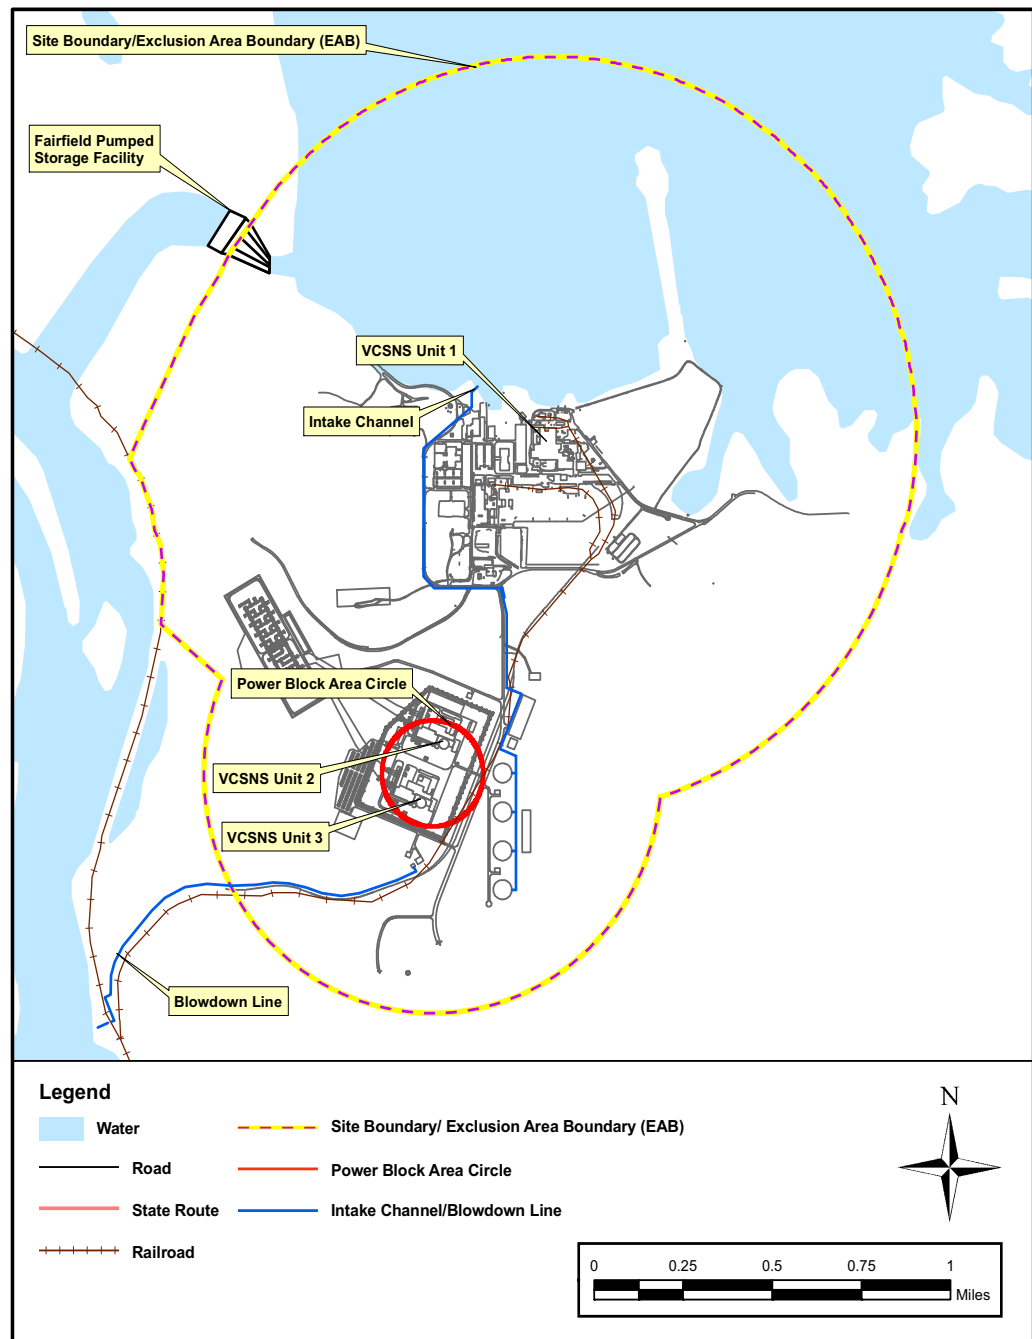 Site Boundary/Exclusion Area Boundary (EAB)
Fairfield Pumped
Storage Facility
VCSNS Unit 1
Intake Channel
Power Block Area Circle
VCSNS Unit 2
VCSNS Unit 3
Blowdown Line
Legend
Water
Road
State Route
Railroad
Site Boundary/ Exclusion Area Boundary (EAB)
Power Block Area Circle
Intake Channel/Blowdown Line
N
0 0.25 0.5 0.75 1
Miles